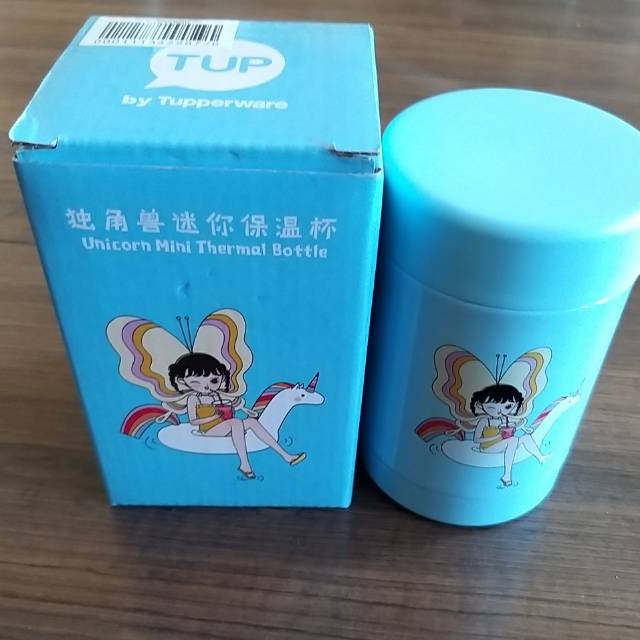 TUP
by Tupperware
独角兽迷你保温杯
Unicorn Mini Thermal Bottle